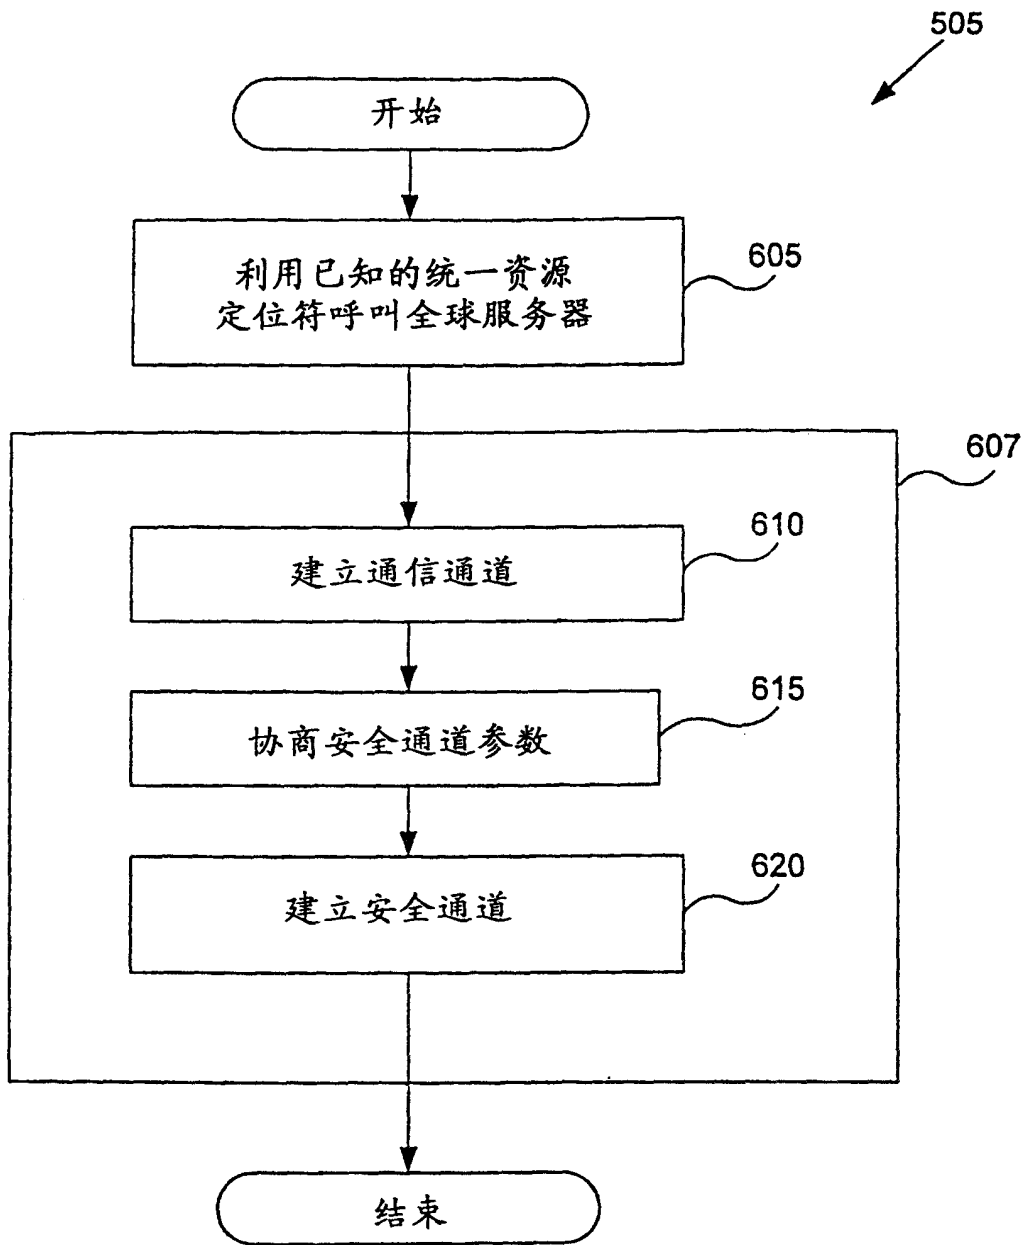 505
开始
利用已知的统一资源
定位符呼叫全球服务器
605
607
建立通信通道
610
协商安全通道参数
615
建立安全通道
620
结束